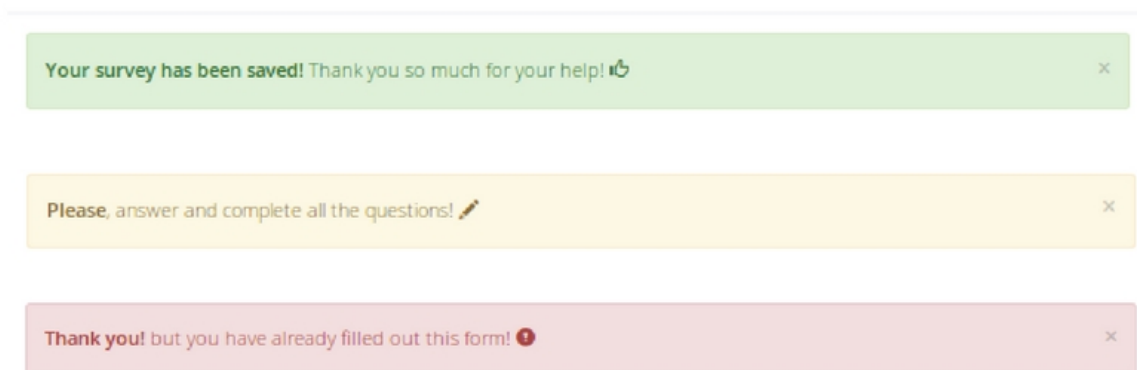 Your survey has been saved! Thank you so much for your help!
Please, answer and complete all the questions!
Thank you! but you have already filled out this form!